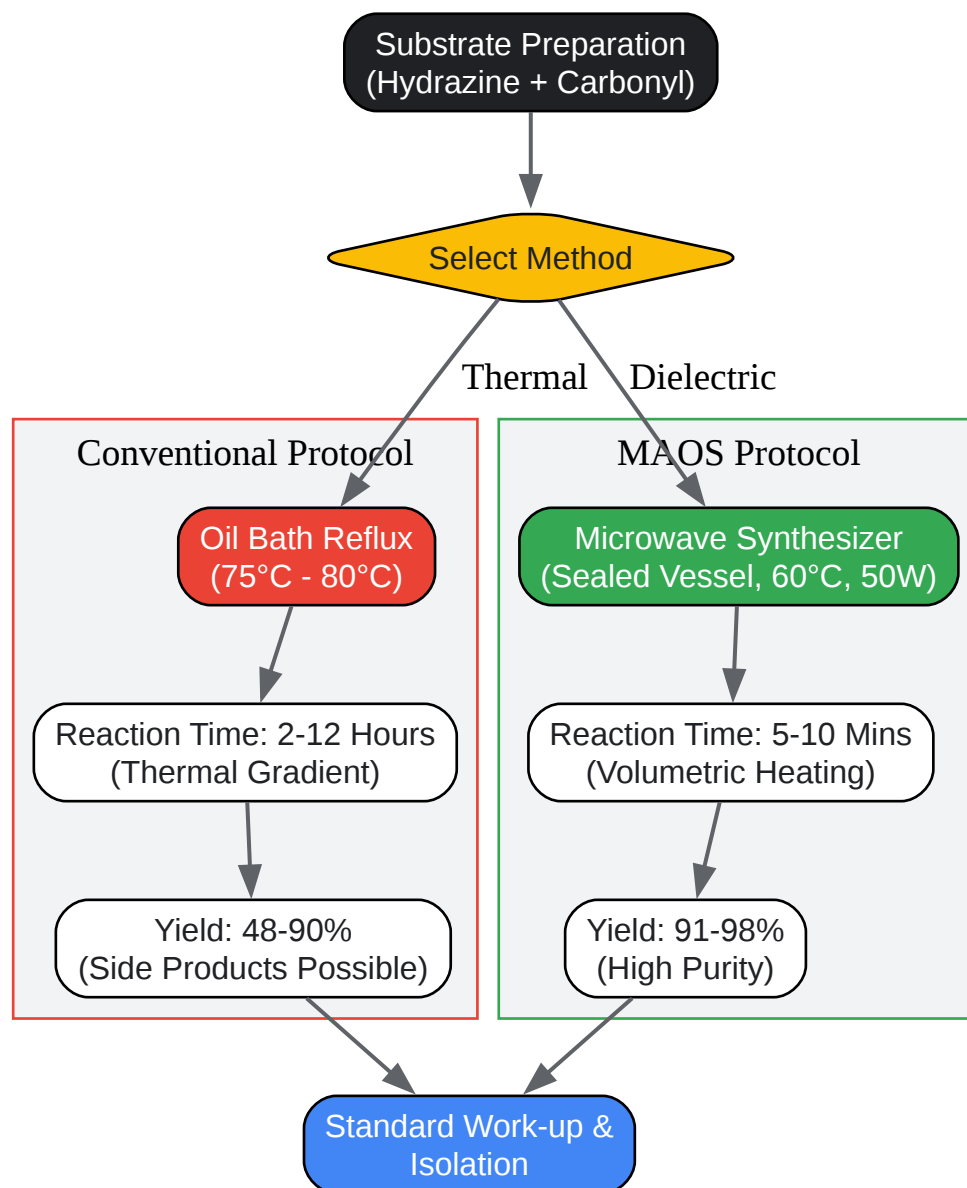 Substrate Preparation
(Hydrazine + Carbonyl)
Select Method
Thermal
Dielectric
Conventional Protocol
Oil Bath Reflux
(75°C - 80°C)
Reaction Time: 2-12 Hours
(Thermal Gradient)
Yield: 48-90%
(Side Products Possible)
MAOS Protocol
Microwave Synthesizer
(Sealed Vessel, 60°C, 50W)
Reaction Time: 5-10 Mins
(Volumetric Heating)
Yield: 91-98%
(High Purity)
Standard Work-up &
Isolation